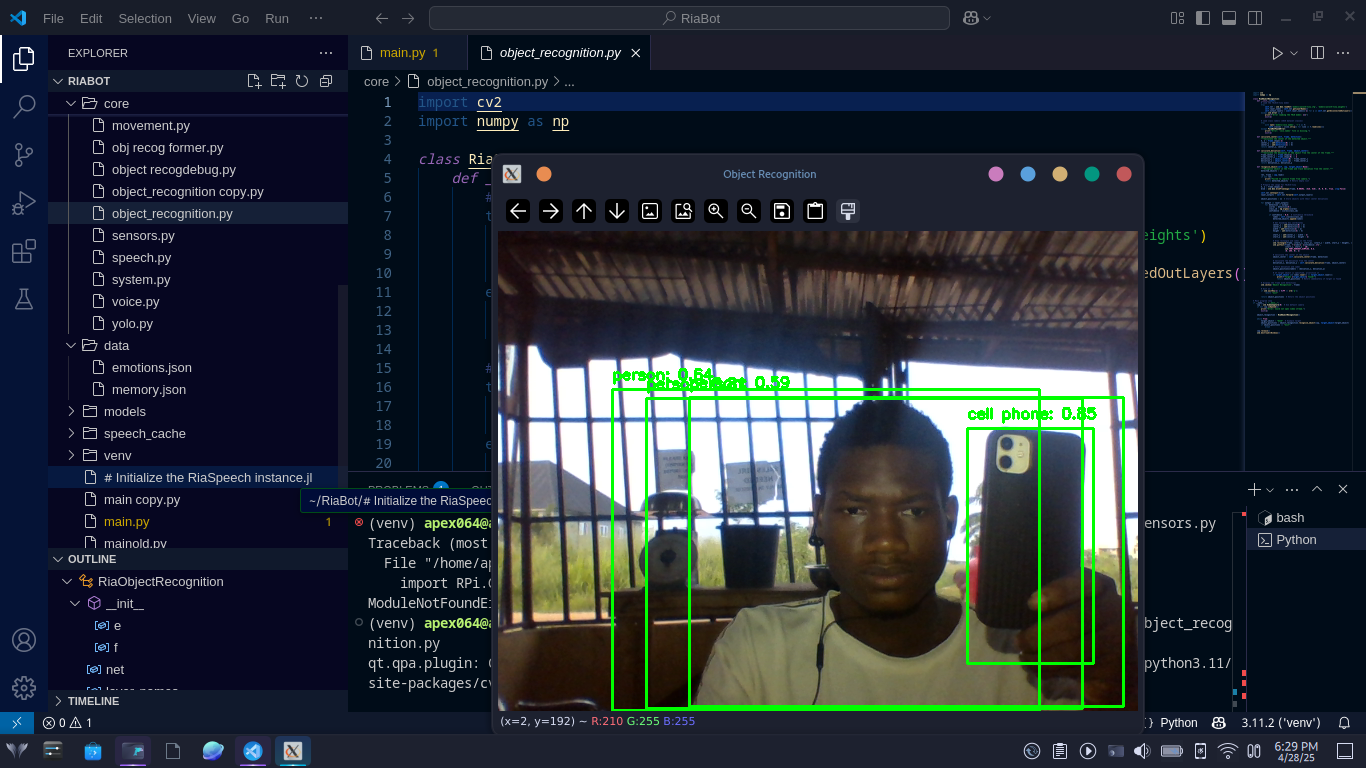 File Edit Selection View Go Run ··· RiaBot
EXPLORER
RIABOT
core
movement.py
obj recog former.py
object recogdebug.py
object_recognition copy.py
object_recognition.py
sensors.py
speech.py
system.py
voice.py
yolo.py
data
emotions.json
memory.json
models
speech_cache
venv
# Initialize the RiaSpeech instance.jl
main copy.py
main.py 1
mainold.py
~/RiaBot/# Initialize the RiaSpeec
OUTLINE
RiaObjectRecognition
__init__
e
f
net
TIMELINE
main.py 1 object_recognition.py
core > object_recognition.py > ...
1 import cv2
2 import numpy as np
3
4 class Ria
5 def _
6 #
7 t
8 eights')
9
10 edOutLayers()
11 e
12
13
14
15 #
16 t
17
18
19 e
20
Object Recognition
person: 0.64
0.59
cell phone: 0.85
(x=2, y=192) ~ R:210 G:255 B:255
(venv) apex064@a ensors.py
Traceback (most
File "/home/ap
import RPi.G
ModuleNotFoundE
(venv) apex064@a bject_recog
nition.py
qt.qpa.plugin: C python3.11/
site-packages/cv
bash
Python
0 1 Python 3.11.2 ('venv')
6:29 PM
4/28/25